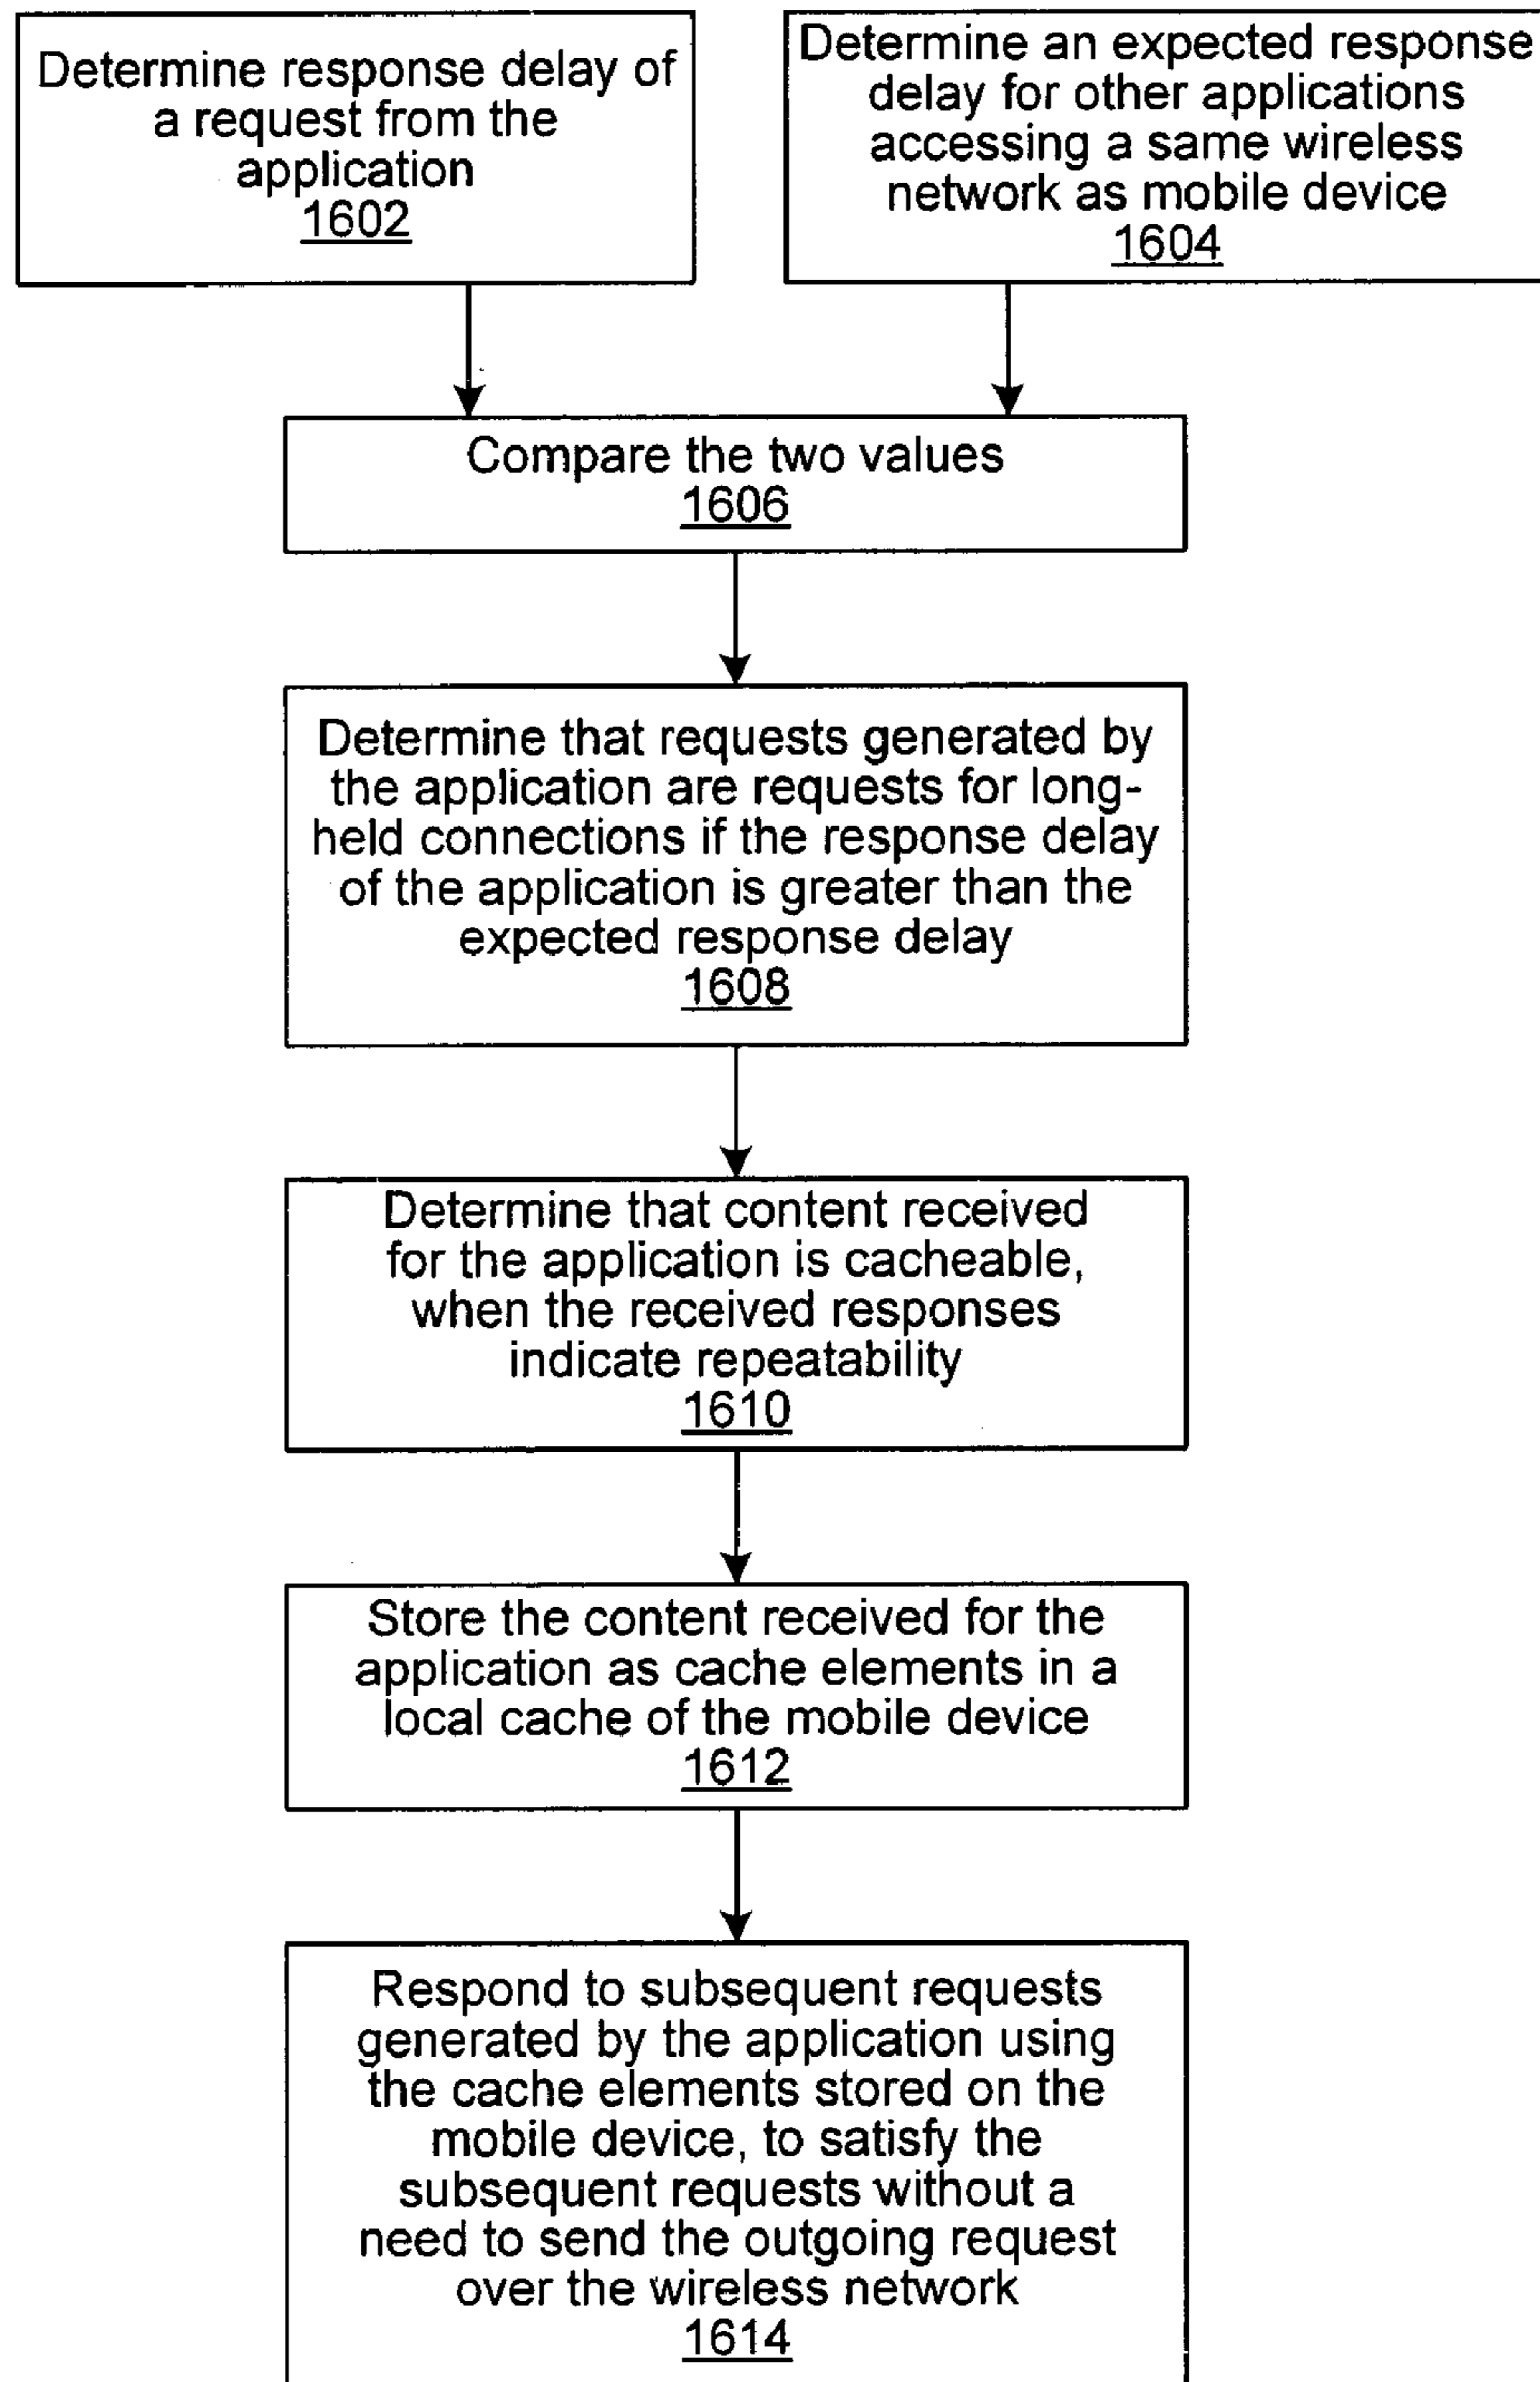 Determine response delay of
a request from the
application
1602
Determine an expected response
delay for other applications
accessing a same wireless
network as mobile device
1604
Compare the two values
1606
Determine that requests generated by
the application are requests for long-
held connections if the response delay
of the application is greater than the
expected response delay
1608
Determine that content received
for the application is cacheable,
when the received responses
indicate repeatability
1610
Store the content received for the
application as cache elements in a
local cache of the mobile device
1612
Respond to subsequent requests
generated by the application using
the cache elements stored on the
mobile device, to satisfy the
subsequent requests without a
need to send the outgoing request
over the wireless network
1614